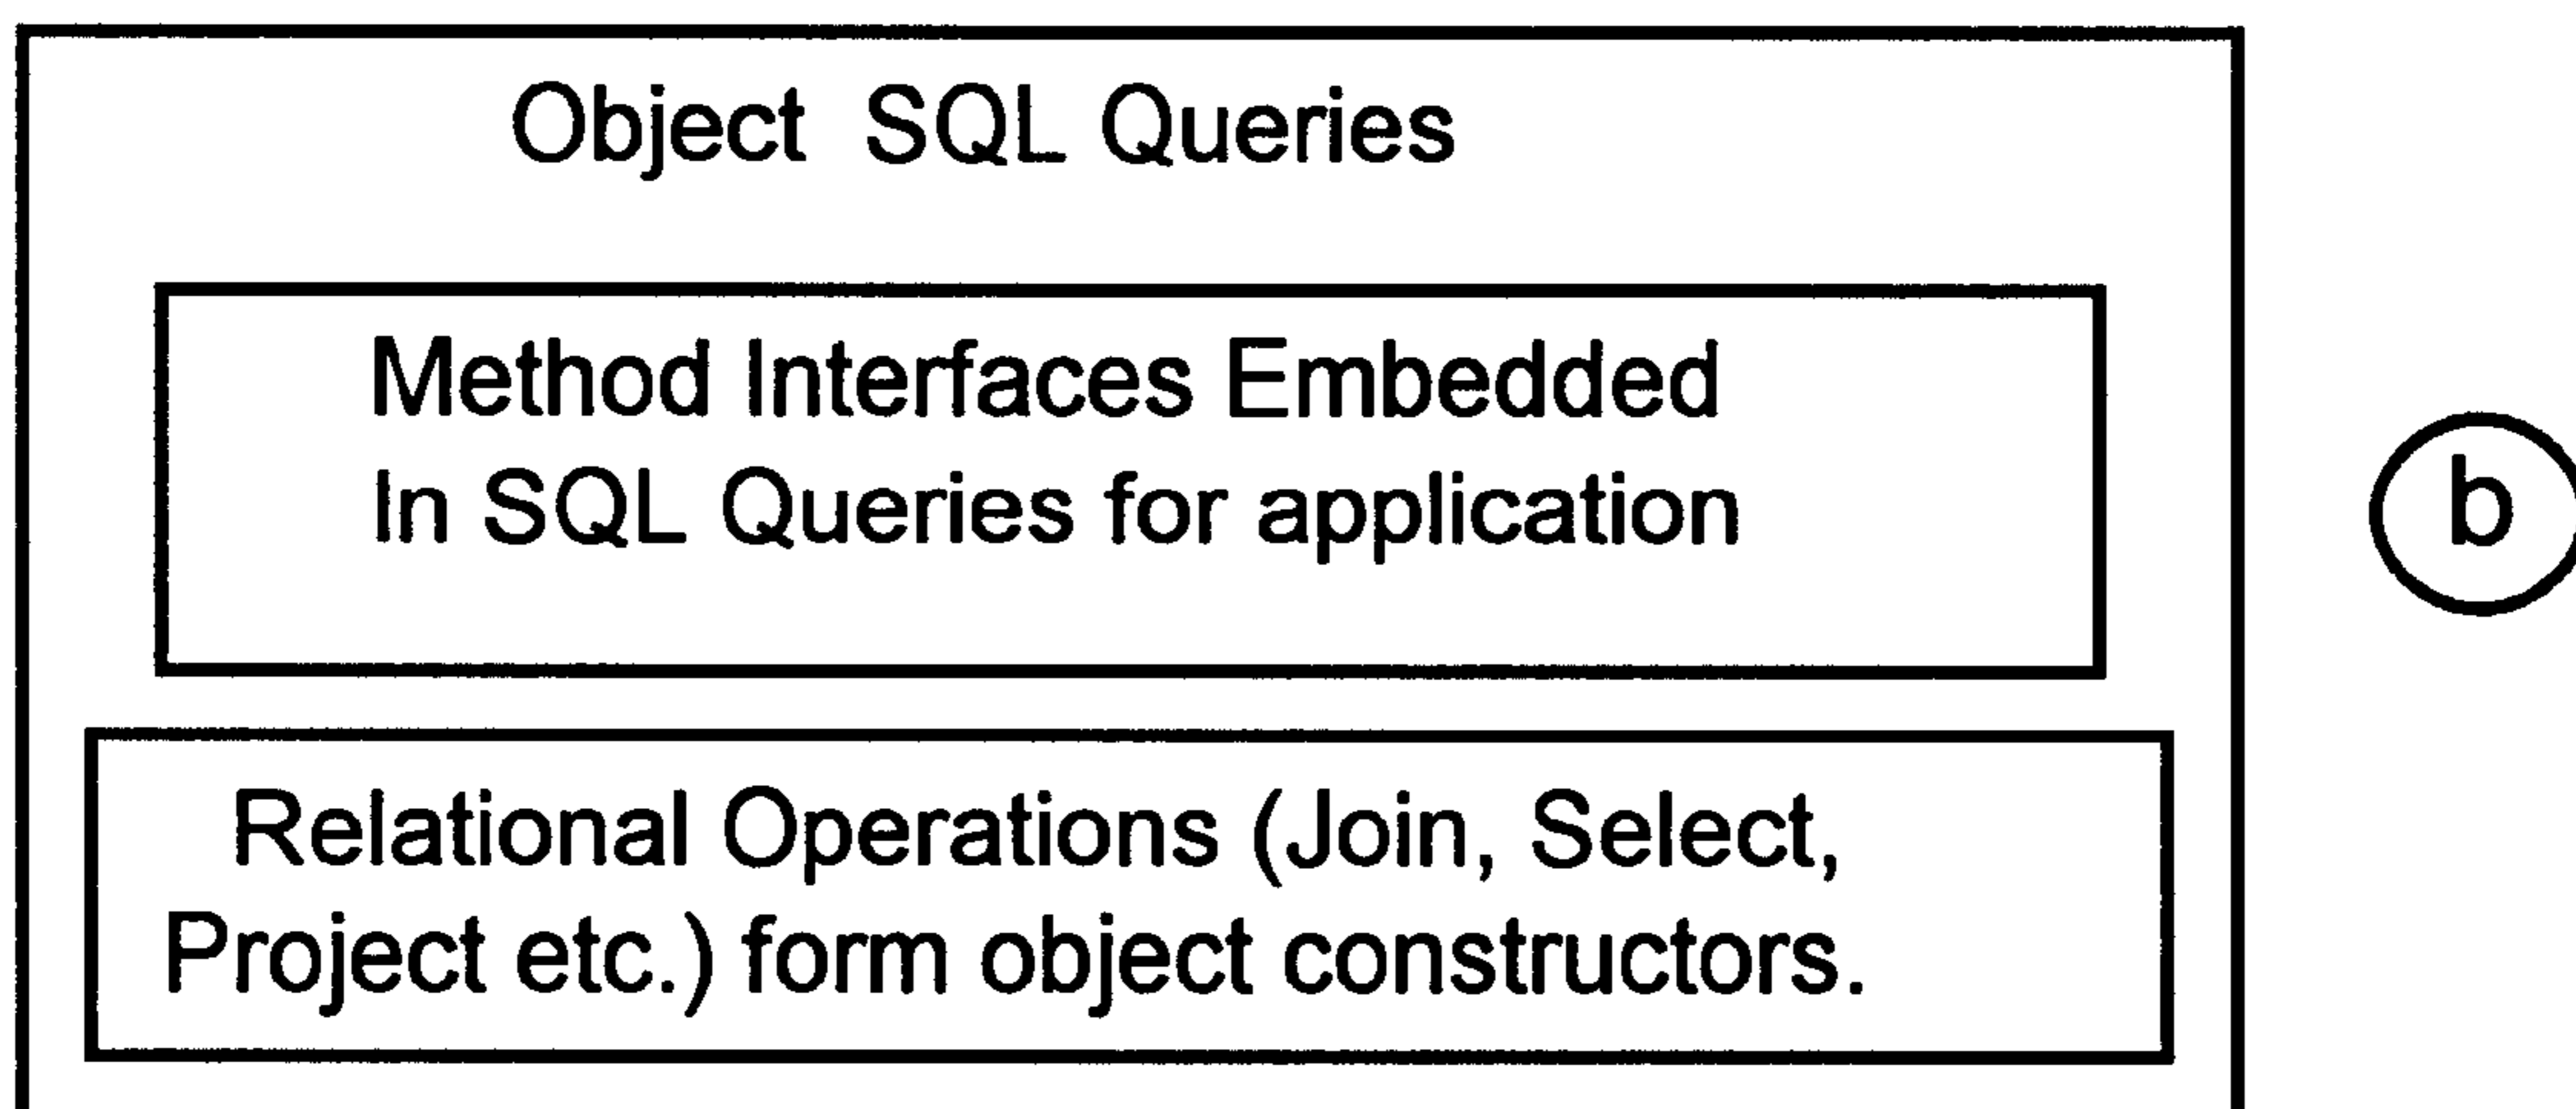 Object SQL Queries
Method Interfaces Embedded
In SQL Queries for application
b
Relational Operations (Join, Select,
Project etc.) form object constructors.